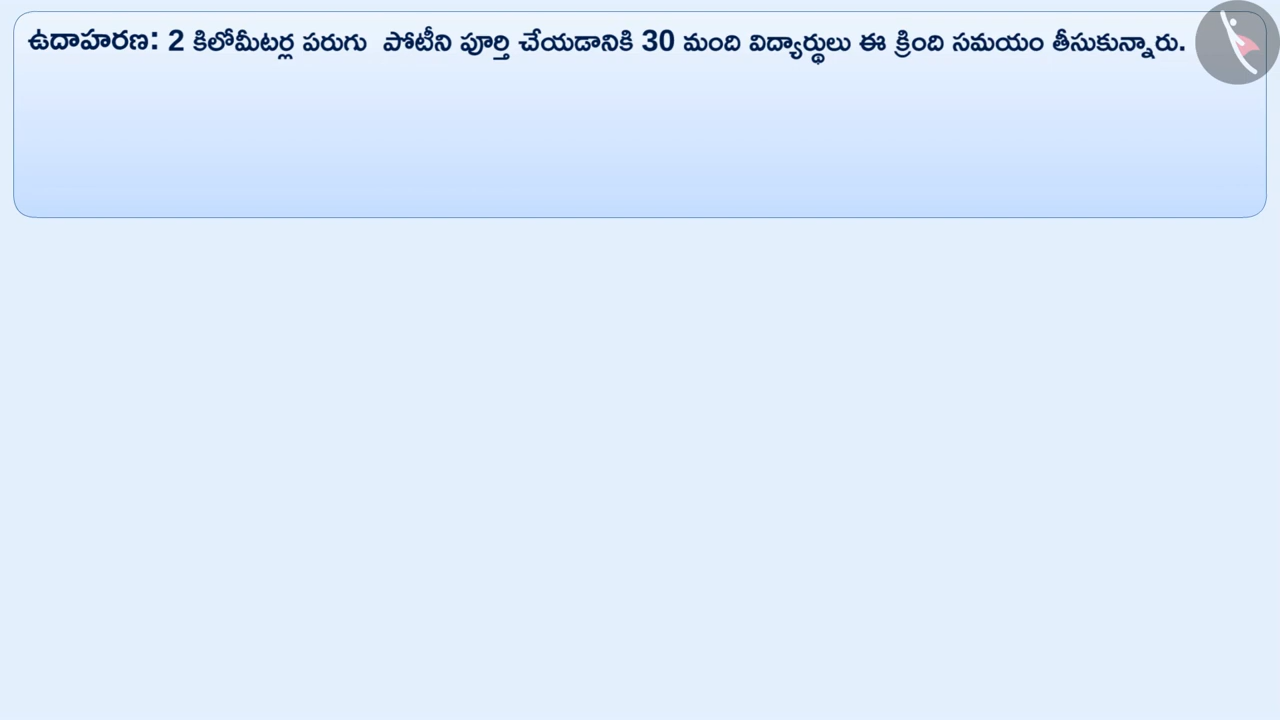 ఉదాహరణ: 2 కిలోమీటర్ల పరుగు పోటీని పూర్తి చేయడానికి 30 మంది విద్యార్థులు ఈ క్రింది సమయం తీసుకున్నారు.